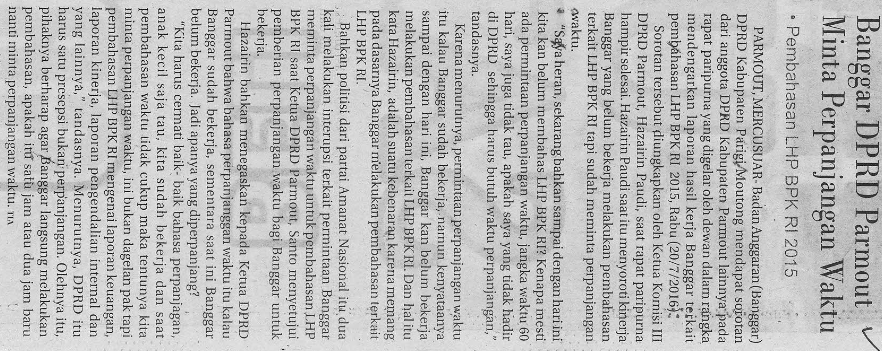 Banggar DPRD Parmout
Minta Perpanjangan Waktu
• Pembahasan LHP BPK RI 2015
PARMOUT, MERCUSUAR- Badan Anggaran (Banggar)
DPRD Kabupaten Parigi Moutong mendapat sorotan
dari anggota DPRD Kabupaten Parmout lainnya pada
rapat paripurna yang digelar oleh dewan dalam rangka
mendengarkan laporan hasil kerja Banggar terkait
pembahasan LHP BPK RI 2015, Rabu (20/7/2016).
Sorotan tersebut diungkapkan oleh Ketua Komisi III
DPRD Parmout, Hazairin Paudi, saat rapat paripurna
hampir selesai. Hazairin Paudi saat itu menyoroti kinerja
Banggar yang belum bekerja melakukan pembahasan
terkait LHP BPK RI tapi sudah meminta perpanjangan
waktu.
"Saya heran, sekarang bahkan sampai dengan hari ini
kita kan belum membahas LHP BPK RI? Kenapa mesti
ada permintaan perpanjangan waktu, jangka waktu 60
hari, saya juga tidak tau, apakah saya yang tidak hadir
di DPRD sehingga harus butuh waktu perpanjangan,"
tandasnya.
Karena menurutnya, permintaan perpanjangan waktu
itu kalau Banggar sudah bekerja, namun kenyataanya
sampai dengan hari ini, Banggar kan belum bekerja
melakukan pembahasan terkait LHP BPK RI. Dan hal itu
kata Hazairin, adalah suatu kebenaran karena memang
pada dasarnya Banggar melakukan pembahasan terkait
LHP BPK RI.
Bahkan politisi dari partai Amanat Nasional itu, dua
kali melakukan interupsi terkait permintaan Banggar
meminta perpanjangan waktu untuk pembahasan LHP
BPK RI saat Ketua DPRD Parmout, Santo menyetujui
pemberian perpanjangan waktu bagi Banggar untuk
bekerja.
Hazairin bahkan menegaskan kepada Ketua DPRD
Parmout bahwa bahasa perpanjanggan waktu itu kalau
Banggar sudah bekerja, sementara saat ini Banggar
belum bekerja. Jadi apanya yang diperpanjang?
"Kita harus cermati baik- baik bahasa perpanjagan,
anak kecil saja tau, kita sudah bekerja dan saat
pembahasan waktu tidak cukup maka tentunya kita
minta perpanjangan waktu, ini bukan dagelan pak tapi
pembahasan LHP BPK RI mengenai laporan keuangan,
laporan kinerja, laporan pengendalian internal dan
yang lainnya," tandasnya. Menurutnya, DPRD itu
harus satu presepsi bukan perpanjangan. Olehnya itu,
pihaknya berharap agar Banggar langsung melakukan
pembahasan, apakah itu satu jam atau dua jam baru
nanti minta perpanjangan waktu.